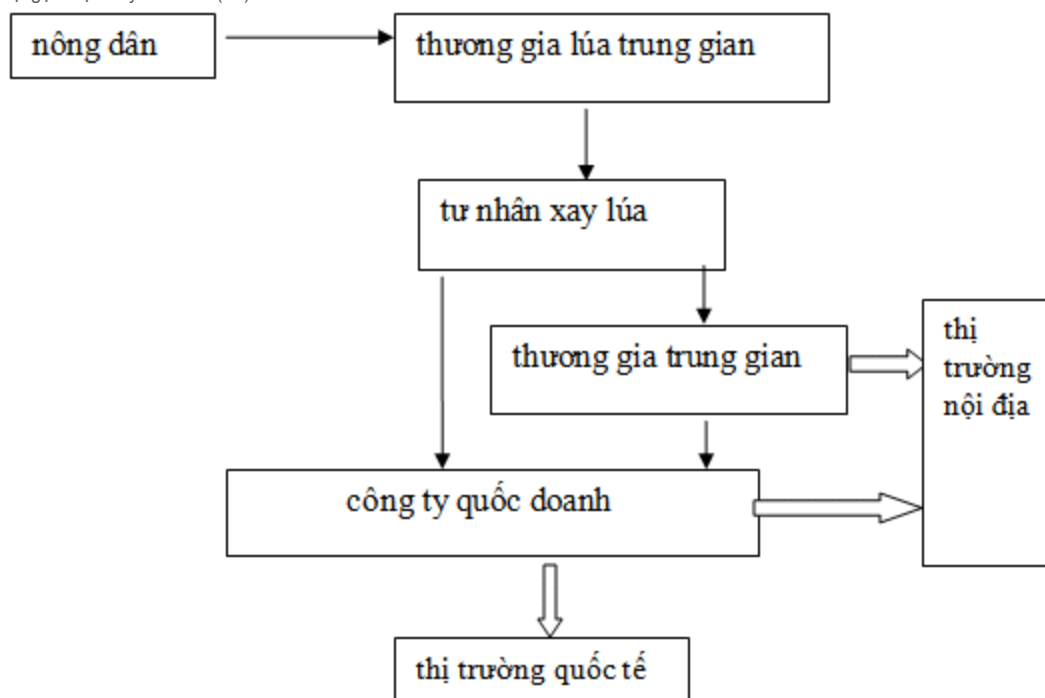 nông dân
thương gia lúa trung gian
tư nhân xay lúa
thương gia trung gian
thị
trường
nội địa
công ty quốc doanh
thị trường quốc tế